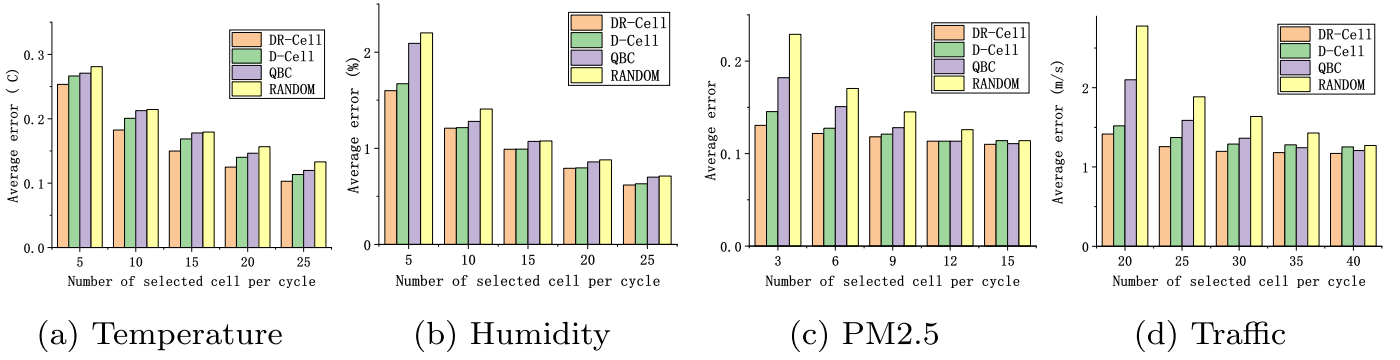 DR-Cell
D-Cell
QBC
RANDOM
Average error ( C)
0.3
0.2
0.1
0.0
5 10 15 20 25
Number of selected cell per cycle
(a) Temperature
DR-Cell
D-Cell
QBC
RANDOM
Average error (%)
2
1
0
5 10 15 20 25
Number of selected cell per cycle
(b) Humidity
DR-Cell
D-Cell
QBC
RANDOM
Average error
0.2
0.1
0.0
3 6 9 12 15
Number of selected cell per cycle
(c) PM2.5
DR-Cell
D-Cell
QBC
RANDOM
Average error (m/s)
2
1
0
20 25 30 35 40
Number of selected cell per cycle
(d) Traffic